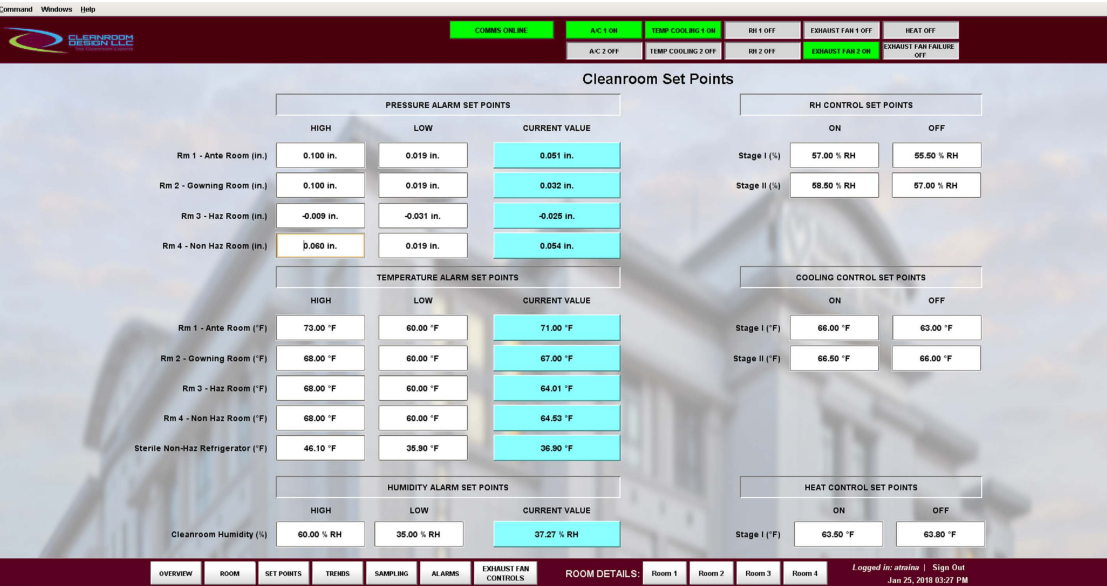 Command Windows Help
CLEANROOM
DESIGN LLC
COMMS ONLINE
A/C 1 ON TEMP COOLING 1 ON RH 1 OFF EXHAUST FAN 1 OFF HEAT OFF
A/C 2 OFF TEMP COOLING 2 OFF RH 2 OFF EXHAUST FAN 2 ON EXHAUST FAN FAILURE
OFF
Cleanroom Set Points
PRESSURE ALARM SET POINTS RH CONTROL SET POINTS
HIGH LOW CURRENT VALUE ON OFF
Rm 1 - Ante Room (in.) 0.100 in. 0.019 in. 0.051 in. Stage I (%) 57.00 % RH 55.50 % RH
Rm 2 - Gowning Room (in.) 0.100 in. 0.019 in. 0.032 in. Stage II (%) 58.50 % RH 57.00 % RH
Rm 3 - Haz Room (in.) -0.009 in. -0.031 in. -0.025 in.
Rm 4 - Non Haz Room (in.) 0.060 in. 0.019 in. 0.054 in.
TEMPERATURE ALARM SET POINTS COOLING CONTROL SET POINTS
HIGH LOW CURRENT VALUE ON OFF
Rm 1 - Ante Room (°F) 73.00 °F 60.00 °F 71.00 °F Stage I (°F) 66.00 °F 63.00 °F
Rm 2 - Gowning Room (°F) 68.00 °F 60.00 °F 67.00 °F Stage II (°F) 66.50 °F 66.00 °F
Rm 3 - Haz Room (°F) 68.00 °F 60.00 °F 64.01 °F
Rm 4 - Non Haz Room (°F) 68.00 °F 60.00 °F 64.53 °F
Sterile Non-Haz Refrigerator (°F) 46.10 °F 35.90 °F 36.90 °F
HUMIDITY ALARM SET POINTS HEAT CONTROL SET POINTS
HIGH LOW CURRENT VALUE ON OFF
Cleanroom Humidity (%) 60.00 % RH 35.00 % RH 37.27 % RH Stage I (°F) 63.50 °F 63.80 °F
OVERVIEW ROOM SET POINTS TRENDS SAMPLING ALARMS EXHAUST FAN CONTROLS ROOM DETAILS: Room 1 Room 2 Room 3 Room 4 Logged in: atraina | Sign Out
Jan 25, 2018 03:27 PM